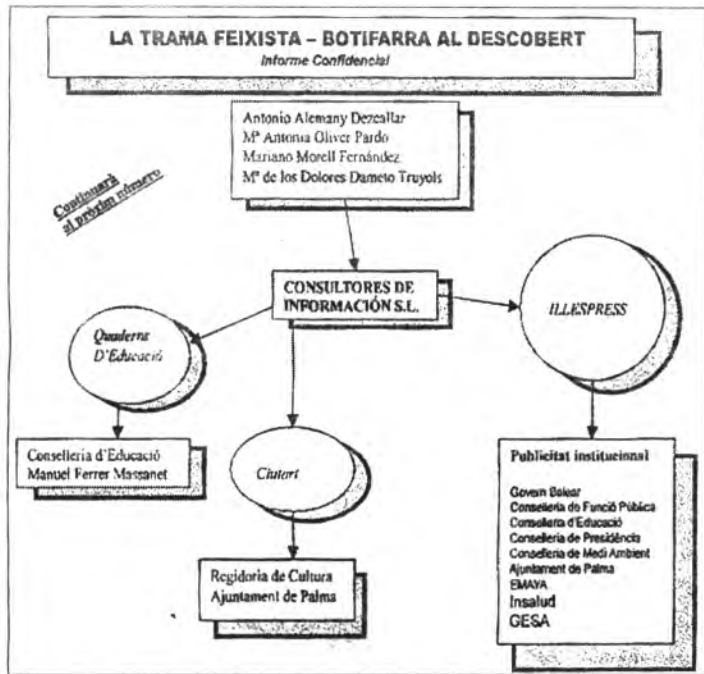 LA TRAMA FEIXISTA – BOTIFARRA AL DESCOBERT
Informe Confidencial
Antonio Alemany Dezcallar
Mª Antonia Oliver Pardo
Mariano Morell Fernández
Mª de los Dolores Dameto Truyols
Continuarà
al pròxim número
CONSULTORES DE
INFORMACIÓN S.L.
ILLESPRESS
Quaderns
D'Educació
Conselleria d'Educació
Manuel Ferrer Massanet
Ciutart
Regidoria de Cultura
Ajuntament de Palma
Publicitat institucional
Govern Balear
Conselleria de Funció Pública
Conselleria d'Educació
Conselleria de Presidència
Conselleria de Medi Ambient
Ajuntament de Palma
EMAYA
Insalud
GESA